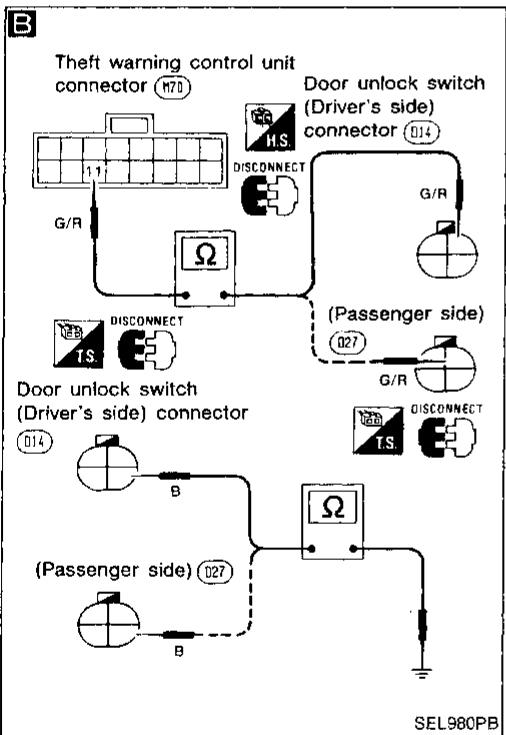 B
Theft warning control unit
connector M70
Door unlock switch
(Driver's side)
connector D14
H.S.
DISCONNECT
11
G/R
G/R
Ω
(Passenger side)
D27
G/R
T.S.
DISCONNECT
DISCONNECT
T.S.
Door unlock switch
(Driver's side) connector
D14
B
Ω
(Passenger side) D27
B
SEL980PB